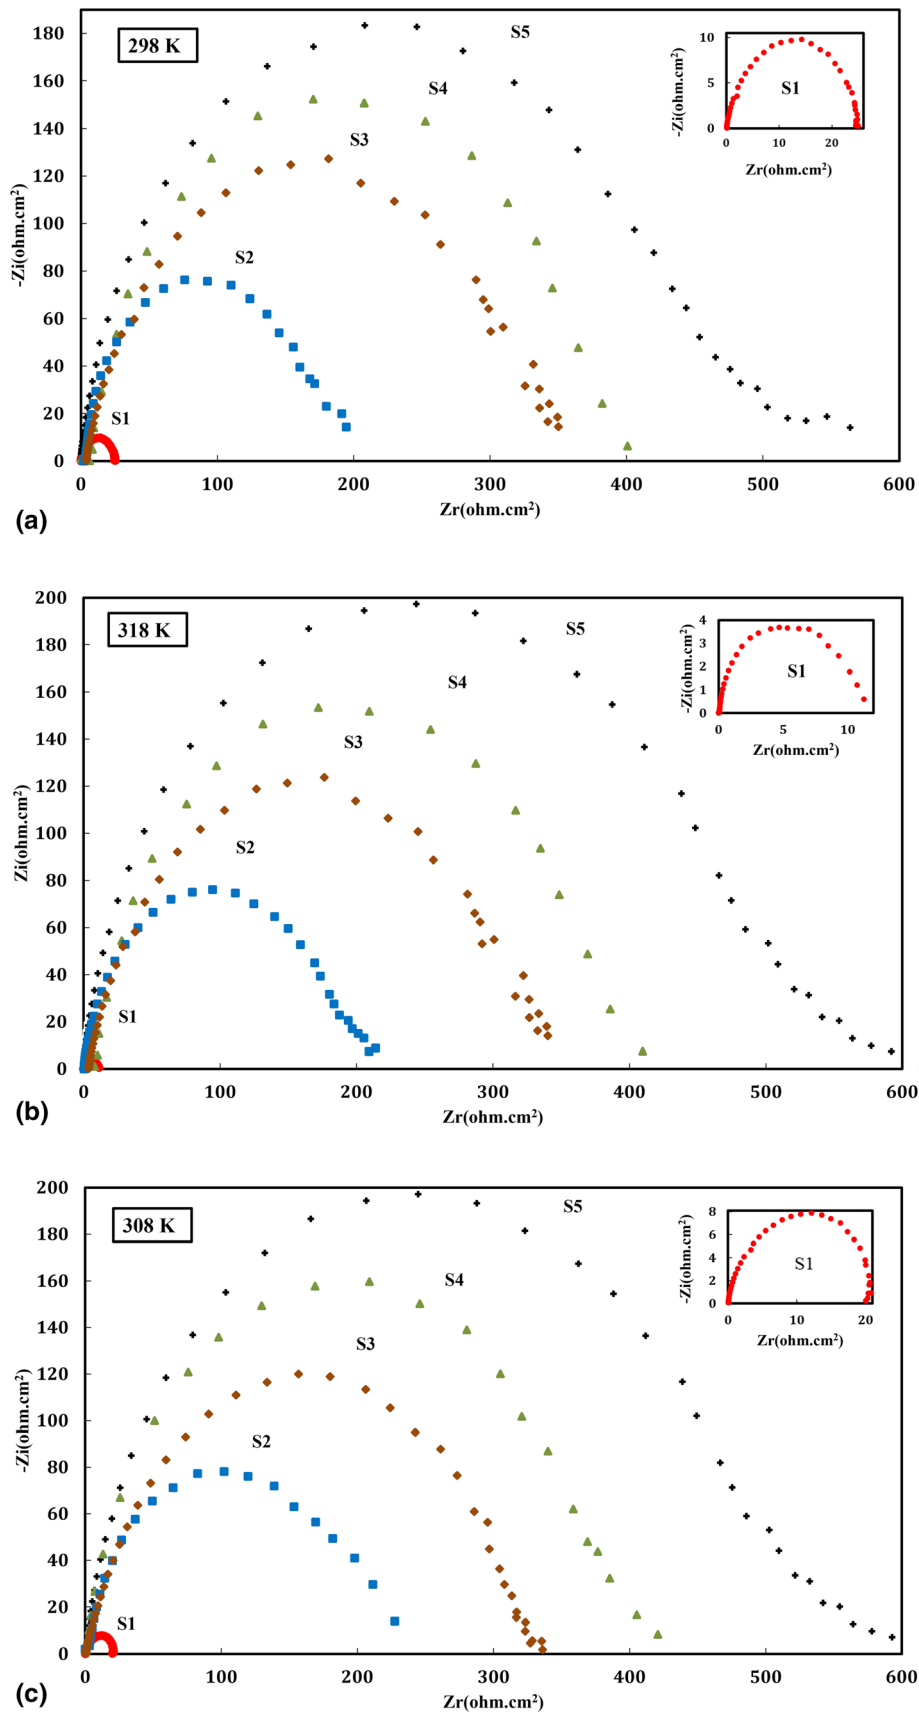 180
160
140
120
100
80
60
40
20
0
-Zi(ohm.cm2)
298 K
S5
S4
S3
S2
S1
10
5
0
-Zi(ohm.cm2)
S1
0 10 20
Zr(ohm.cm2)
0 100 200 300 400 500 600
Zr(ohm.cm2)
(a)
200
180
160
140
120
100
80
60
40
20
0
Zi(ohm.cm2)
318 K
S5
S4
S3
S2
S1
4
3
2
1
0
-Zi(ohm.cm2)
S1
0 5 10
Zr(ohm.cm2)
0 100 200 300 400 500 600
Zr(ohm.cm2)
(b)
200
180
160
140
120
100
80
60
40
20
0
-Zi(ohm.cm2)
308 K
S5
S4
S3
S2
S1
8
6
4
2
0
-Zi(ohm.cm2)
S1
0 10 20
Zr(ohm.cm2)
0 100 200 300 400 500 600
Zr(ohm.cm2)
(c)